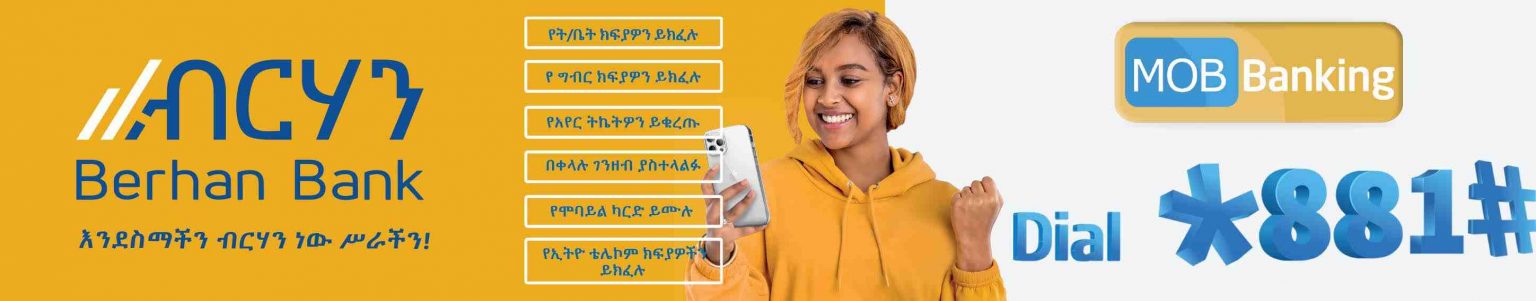 ብርሃን
Berhan Bank
እንደስማችን ብርሃን ነው ሥራችን!
የት/ቤት ክፍያዎን ይክፈሉ
የ ግብር ክፍያዎን ይክፈሉ
የአየር ትኬትዎን ይቁረጡ
በቀላሉ ገንዘብ ያስተላልፉ
የሞባይል ካርድ ይሙሉ
የኢትዮ ቴሌኮም ክፍያዎችን
ይክፈሉ
MOB Banking
Dial *881#